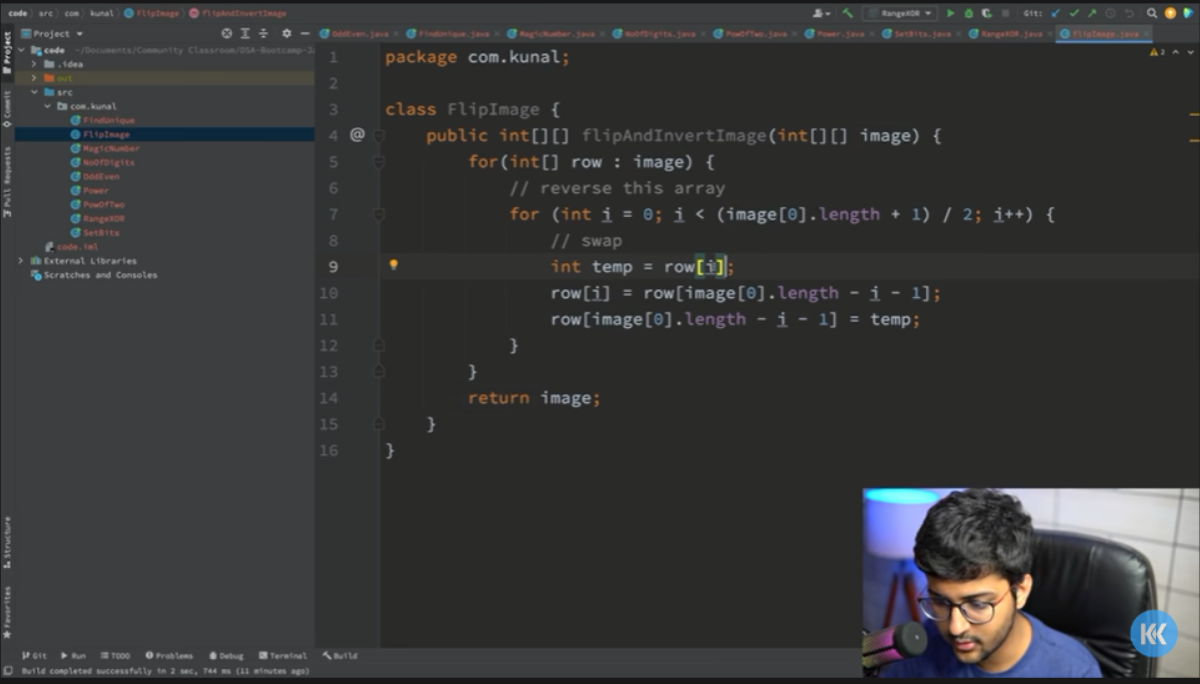 code src com kunal FlipImage flipAndInvertImage RangeXOR Git:
Project
OddEven.java FindUnique.java MagicNumber.java NoOfDigits.java PowOfTwo.java Power.java SetBits.java RangeXOR.java FlipImage.java
code ~/Documents/Community Classroom/DSA-Bootcamp-J
.idea
out
src
com.kunal
FindUnique
FlipImage
MagicNumber
NoOfDigits
OddEven
Power
PowOfTwo
RangeXOR
SetBits
code.iml
External Libraries
Scratches and Consoles
Project
Commit
Pull Requests
Structure
Favorites
1 package com.kunal;
2
3 class FlipImage {
4 @ public int[][] flipAndInvertImage(int[][] image) {
5 for(int[] row : image) {
6 // reverse this array
7 for (int i = 0; i < (image[0].length + 1) / 2; i++) {
8 // swap
9 int temp = row[i];
10 row[i] = row[image[0].length - i - 1];
11 row[image[0].length - i - 1] = temp;
12 }
13 }
14 return image;
15 }
16 }
2
KK
Git Run TODO Problems Debug Terminal Build
Build completed successfully in 2 sec, 744 ms (11 minutes ago)